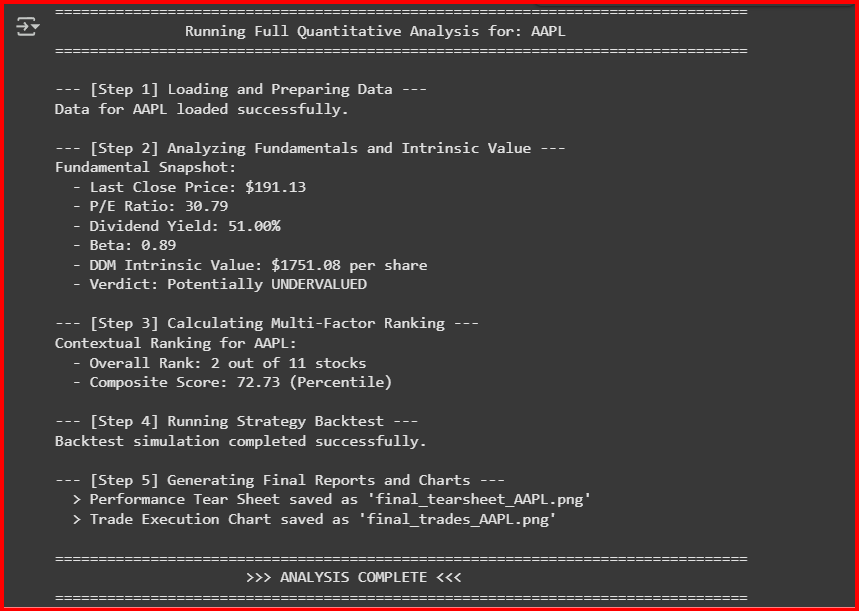 ================================================================================
Running Full Quantitative Analysis for: AAPL
================================================================================
--- [Step 1] Loading and Preparing Data ---
Data for AAPL loaded successfully.
--- [Step 2] Analyzing Fundamentals and Intrinsic Value ---
Fundamental Snapshot:
- Last Close Price: $191.13
- P/E Ratio: 30.79
- Dividend Yield: 51.00%
- Beta: 0.89
- DDM Intrinsic Value: $1751.08 per share
- Verdict: Potentially UNDERVALUED
--- [Step 3] Calculating Multi-Factor Ranking ---
Contextual Ranking for AAPL:
- Overall Rank: 2 out of 11 stocks
- Composite Score: 72.73 (Percentile)
--- [Step 4] Running Strategy Backtest ---
Backtest simulation completed successfully.
--- [Step 5] Generating Final Reports and Charts ---
> Performance Tear Sheet saved as 'final_tearsheet_AAPL.png'
> Trade Execution Chart saved as 'final_trades_AAPL.png'
================================================================================
>>> ANALYSIS COMPLETE <<<
================================================================================